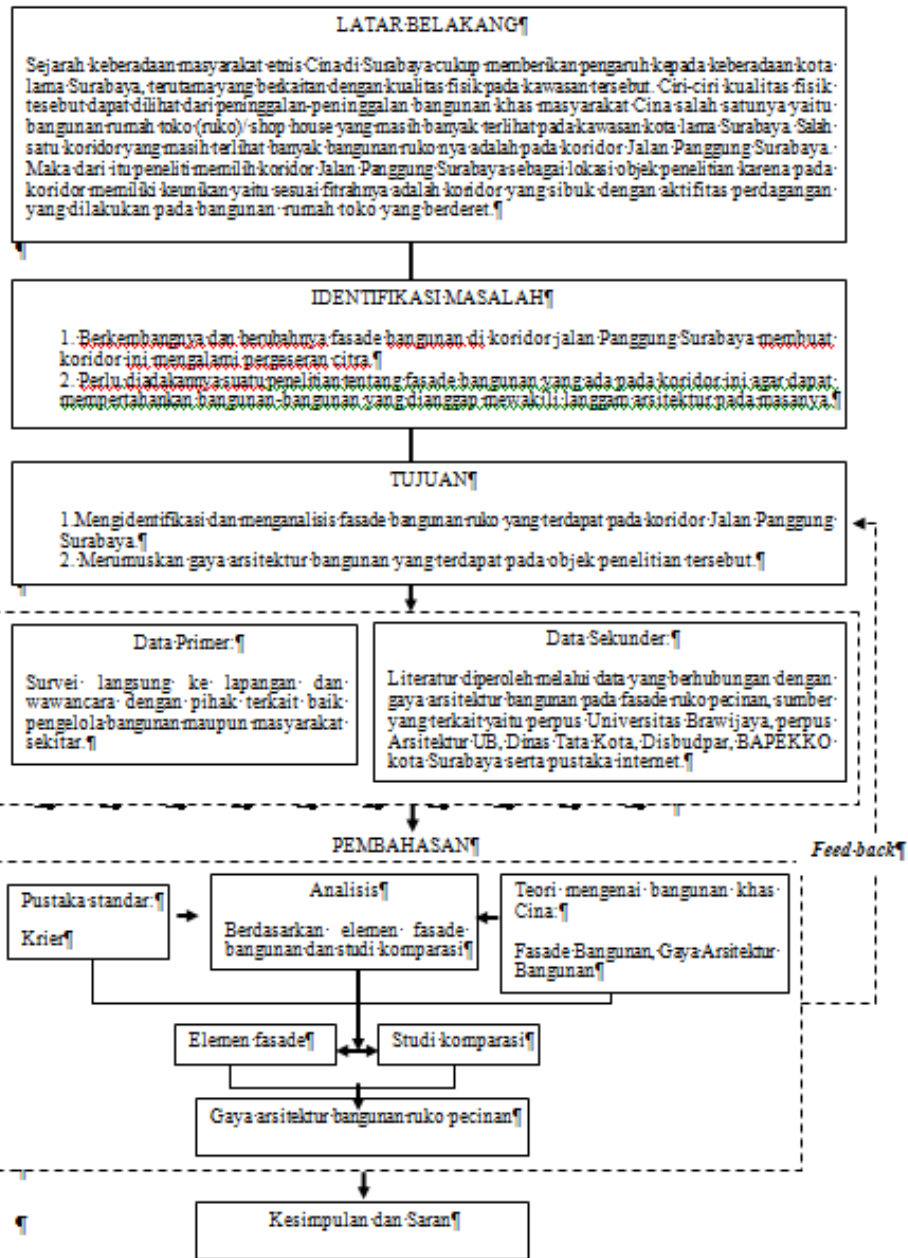 LATAR BELAKANG¶
Sejarah keberadaan masyarakat etnis Cina di Surabaya cukup memberikan pengaruh kepada keberadaan kota
lama Surabaya, terutama yang berkaitan dengan kualitas fisik pada kawasan tersebut. Ciri-ciri kualitas fisik
tesebut dapat dilihat dari peninggalan-peninggalan bangunan khas masyarakat Cina salah satunya yaitu
bangunan rumah toko (ruko)/ shop house yang masih banyak terlihat pada kawasan kota lama Surabaya. Salah
satu koridor yang masih terlihat banyak bangunan ruko nya adalah pada koridor Jalan Panggung Surabaya.
Maka dari itu peneliti memilih koridor Jalan Panggung Surabaya sebagai lokasi objek penelitian karena pada
koridor memiliki keunikan yaitu sesuai fitrahnya adalah koridor yang sibuk dengan aktifitas perdagangan
yang dilakukan pada bangunan rumah toko yang berderet.¶
¶
IDENTIFIKASI MASALAH¶
1. Berkembangnya dan berubahnya fasade bangunan di koridor jalan Panggung Surabaya membuat
koridor ini mengalami pergeseran citra.¶
2. Perlu diadakannya suatu penelitian tentang fasade bangunan yang ada pada koridor ini agar dapat
mempertahankan bangunan-bangunan yang dianggap mewakili langgam arsitektur pada masanya.¶
TUJUAN¶
1.Mengidentifikasi dan menganalisis fasade bangunan ruko yang terdapat pada koridor Jalan Panggung
Surabaya.¶
2. Merumuskan gaya arsitektur bangunan yang terdapat pada objek penelitian tersebut.¶
¶
Data Primer:¶
Survei langsung ke lapangan dan
wawancara dengan pihak terkait baik
pengelola bangunan maupun masyarakat
sekitar.¶
Data Sekunder:¶
Literatur diperoleh melalui data yang berhubungan dengan
gaya arsitektur bangunan pada fasade ruko pecinan, sumber
yang terkait yaitu perpus Universitas Brawijaya, perpus
Arsitektur UB, Dinas Tata Kota, Disbudpar, BAPEKKO
kota Surabaya serta pustaka internet.¶
¶
PEMBAHASAN¶
Feed back¶
Pustaka standar:¶
Krier¶
Analisis¶
Berdasarkan elemen fasade
bangunan dan studi komparasi¶
Teori mengenai bangunan khas
Cina:¶
Fasade Bangunan, Gaya Arsitektur
Bangunan¶
Elemen fasade¶
Studi komparasi¶
Gaya arsitektur bangunan ruko pecinan¶
¶
¶
Kesimpulan dan Saran¶